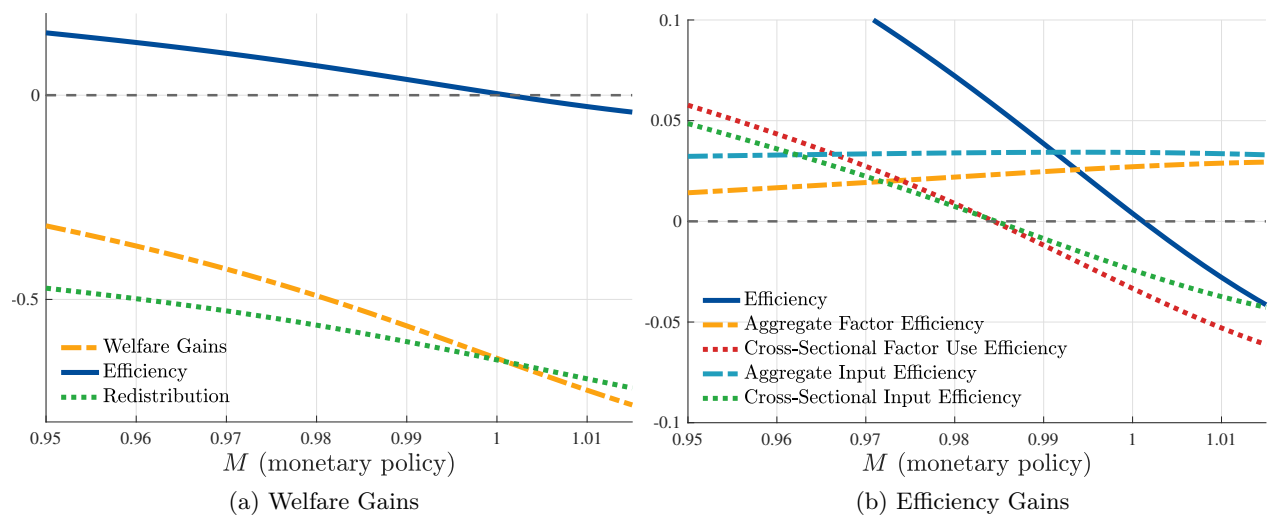 0
-0.5
0.95 0.96 0.97 0.98 0.99 1 1.01
Welfare Gains
Efficiency
Redistribution
M (monetary policy)
(a) Welfare Gains
0.1
0.05
0
-0.05
-0.1
0.95 0.96 0.97 0.98 0.99 1 1.01
Efficiency
Aggregate Factor Efficiency
Cross-Sectional Factor Use Efficiency
Aggregate Input Efficiency
Cross-Sectional Input Efficiency
M (monetary policy)
(b) Efficiency Gains